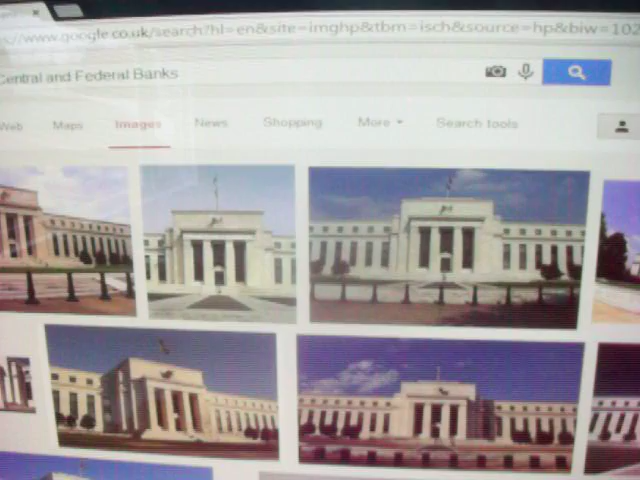 ://www.google.co.uk/search?hl=en&site=imghp&tbm=isch&source=hp&biw=102
Central and Federal Banks
Web Maps Images News Shopping More Search tools